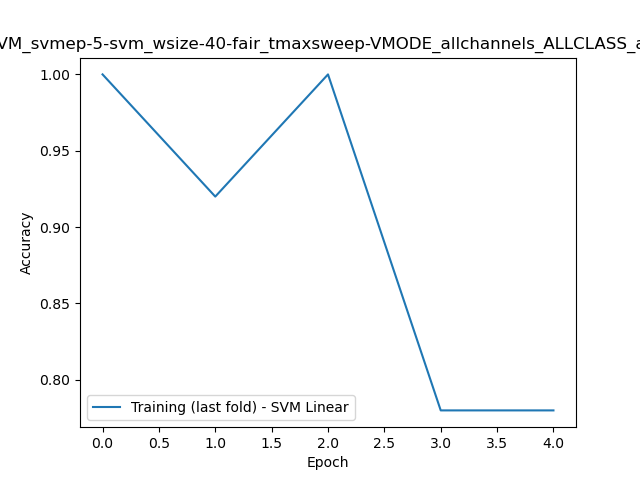 VM_svmep-5-svm_wsize-40-fair_tmaxsweep-VMODE_allchannels_ALLCLASS_a
1.00
0.95
0.90
0.85
0.80
Accuracy
Training (last fold) - SVM Linear
0.0 0.5 1.0 1.5 2.0 2.5 3.0 3.5 4.0
Epoch